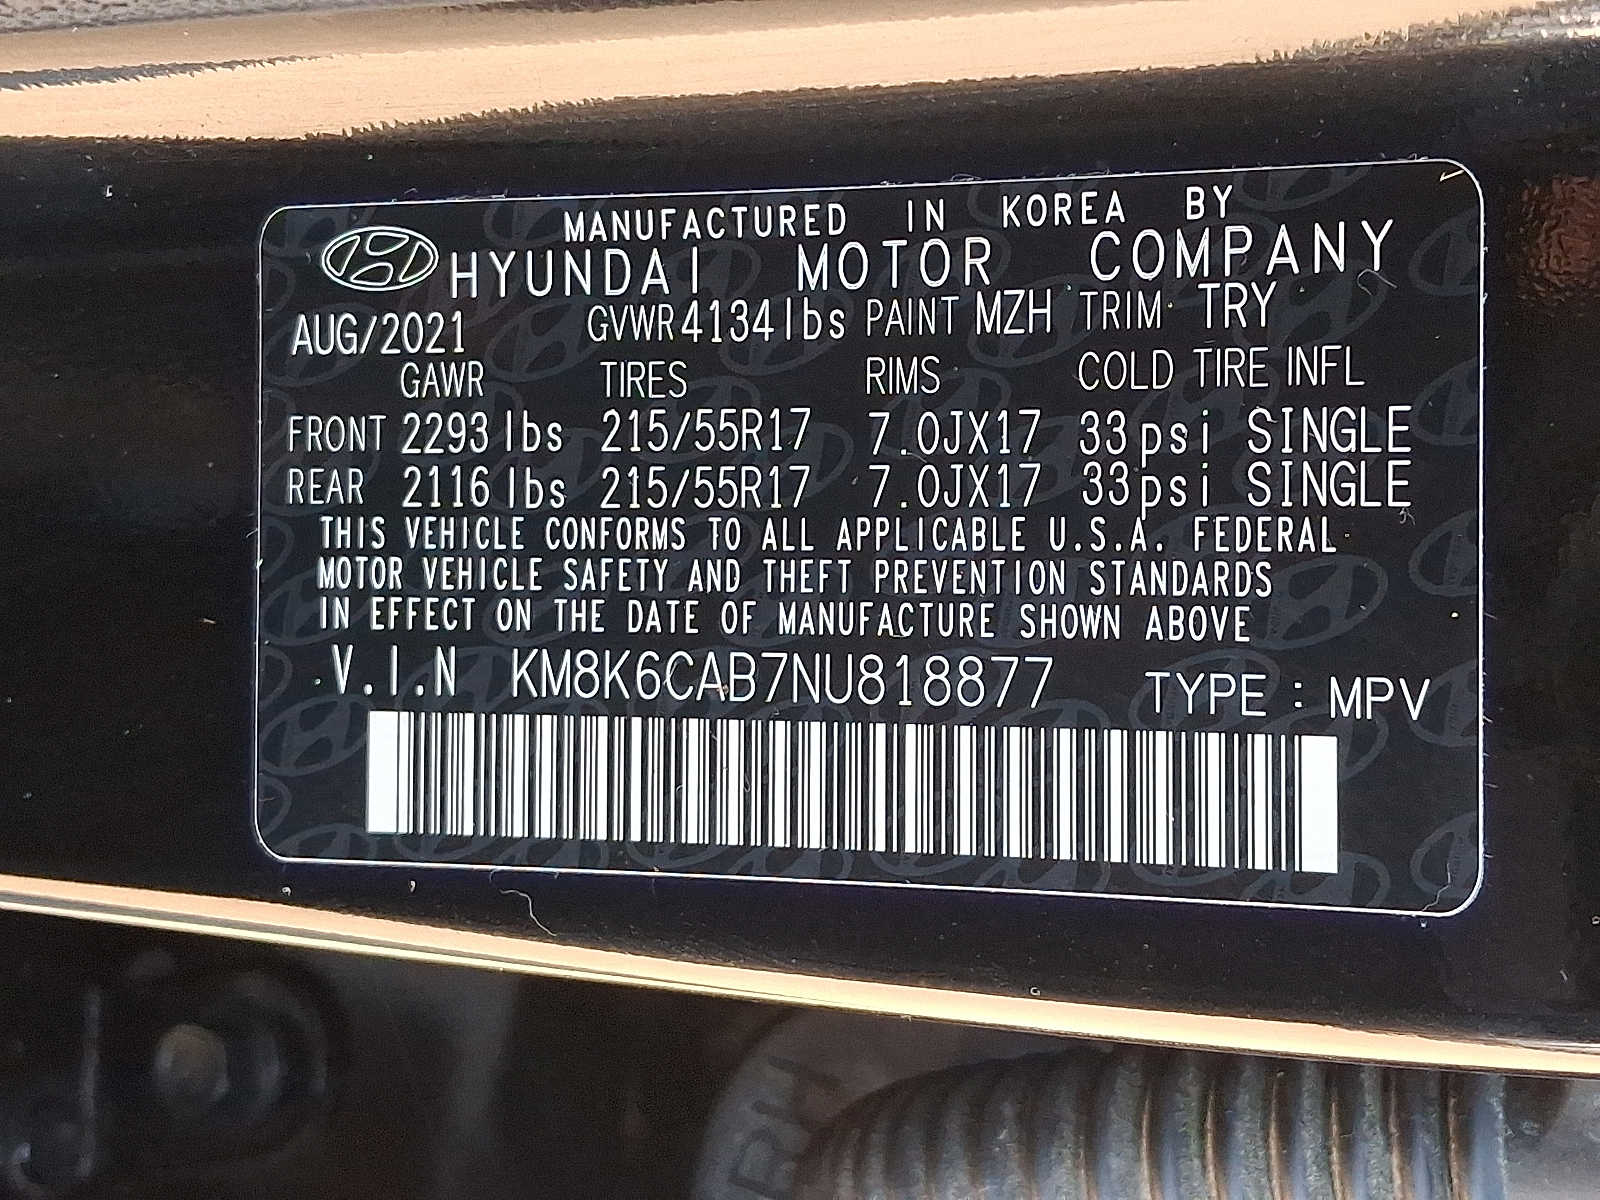 MANUFACTURED IN KOREA BY
HYUNDAI MOTOR COMPANY
AUG/2021 GVWR 4134lbs PAINT MZH TRIM TRY
GAWR TIRES RIMS COLD TIRE INFL
FRONT 2293 lbs 215/55R17 7.0JX17 33psi SINGLE
REAR 2116 lbs 215/55R17 7.0JX17 33psi SINGLE
THIS VEHICLE CONFORMS TO ALL APPLICABLE U.S.A. FEDERAL
MOTOR VEHICLE SAFETY AND THEFT PREVENTION STANDARDS
IN EFFECT ON THE DATE OF MANUFACTURE SHOWN ABOVE
V.I.N KM8K6CAB7NU818877 TYPE : MPV